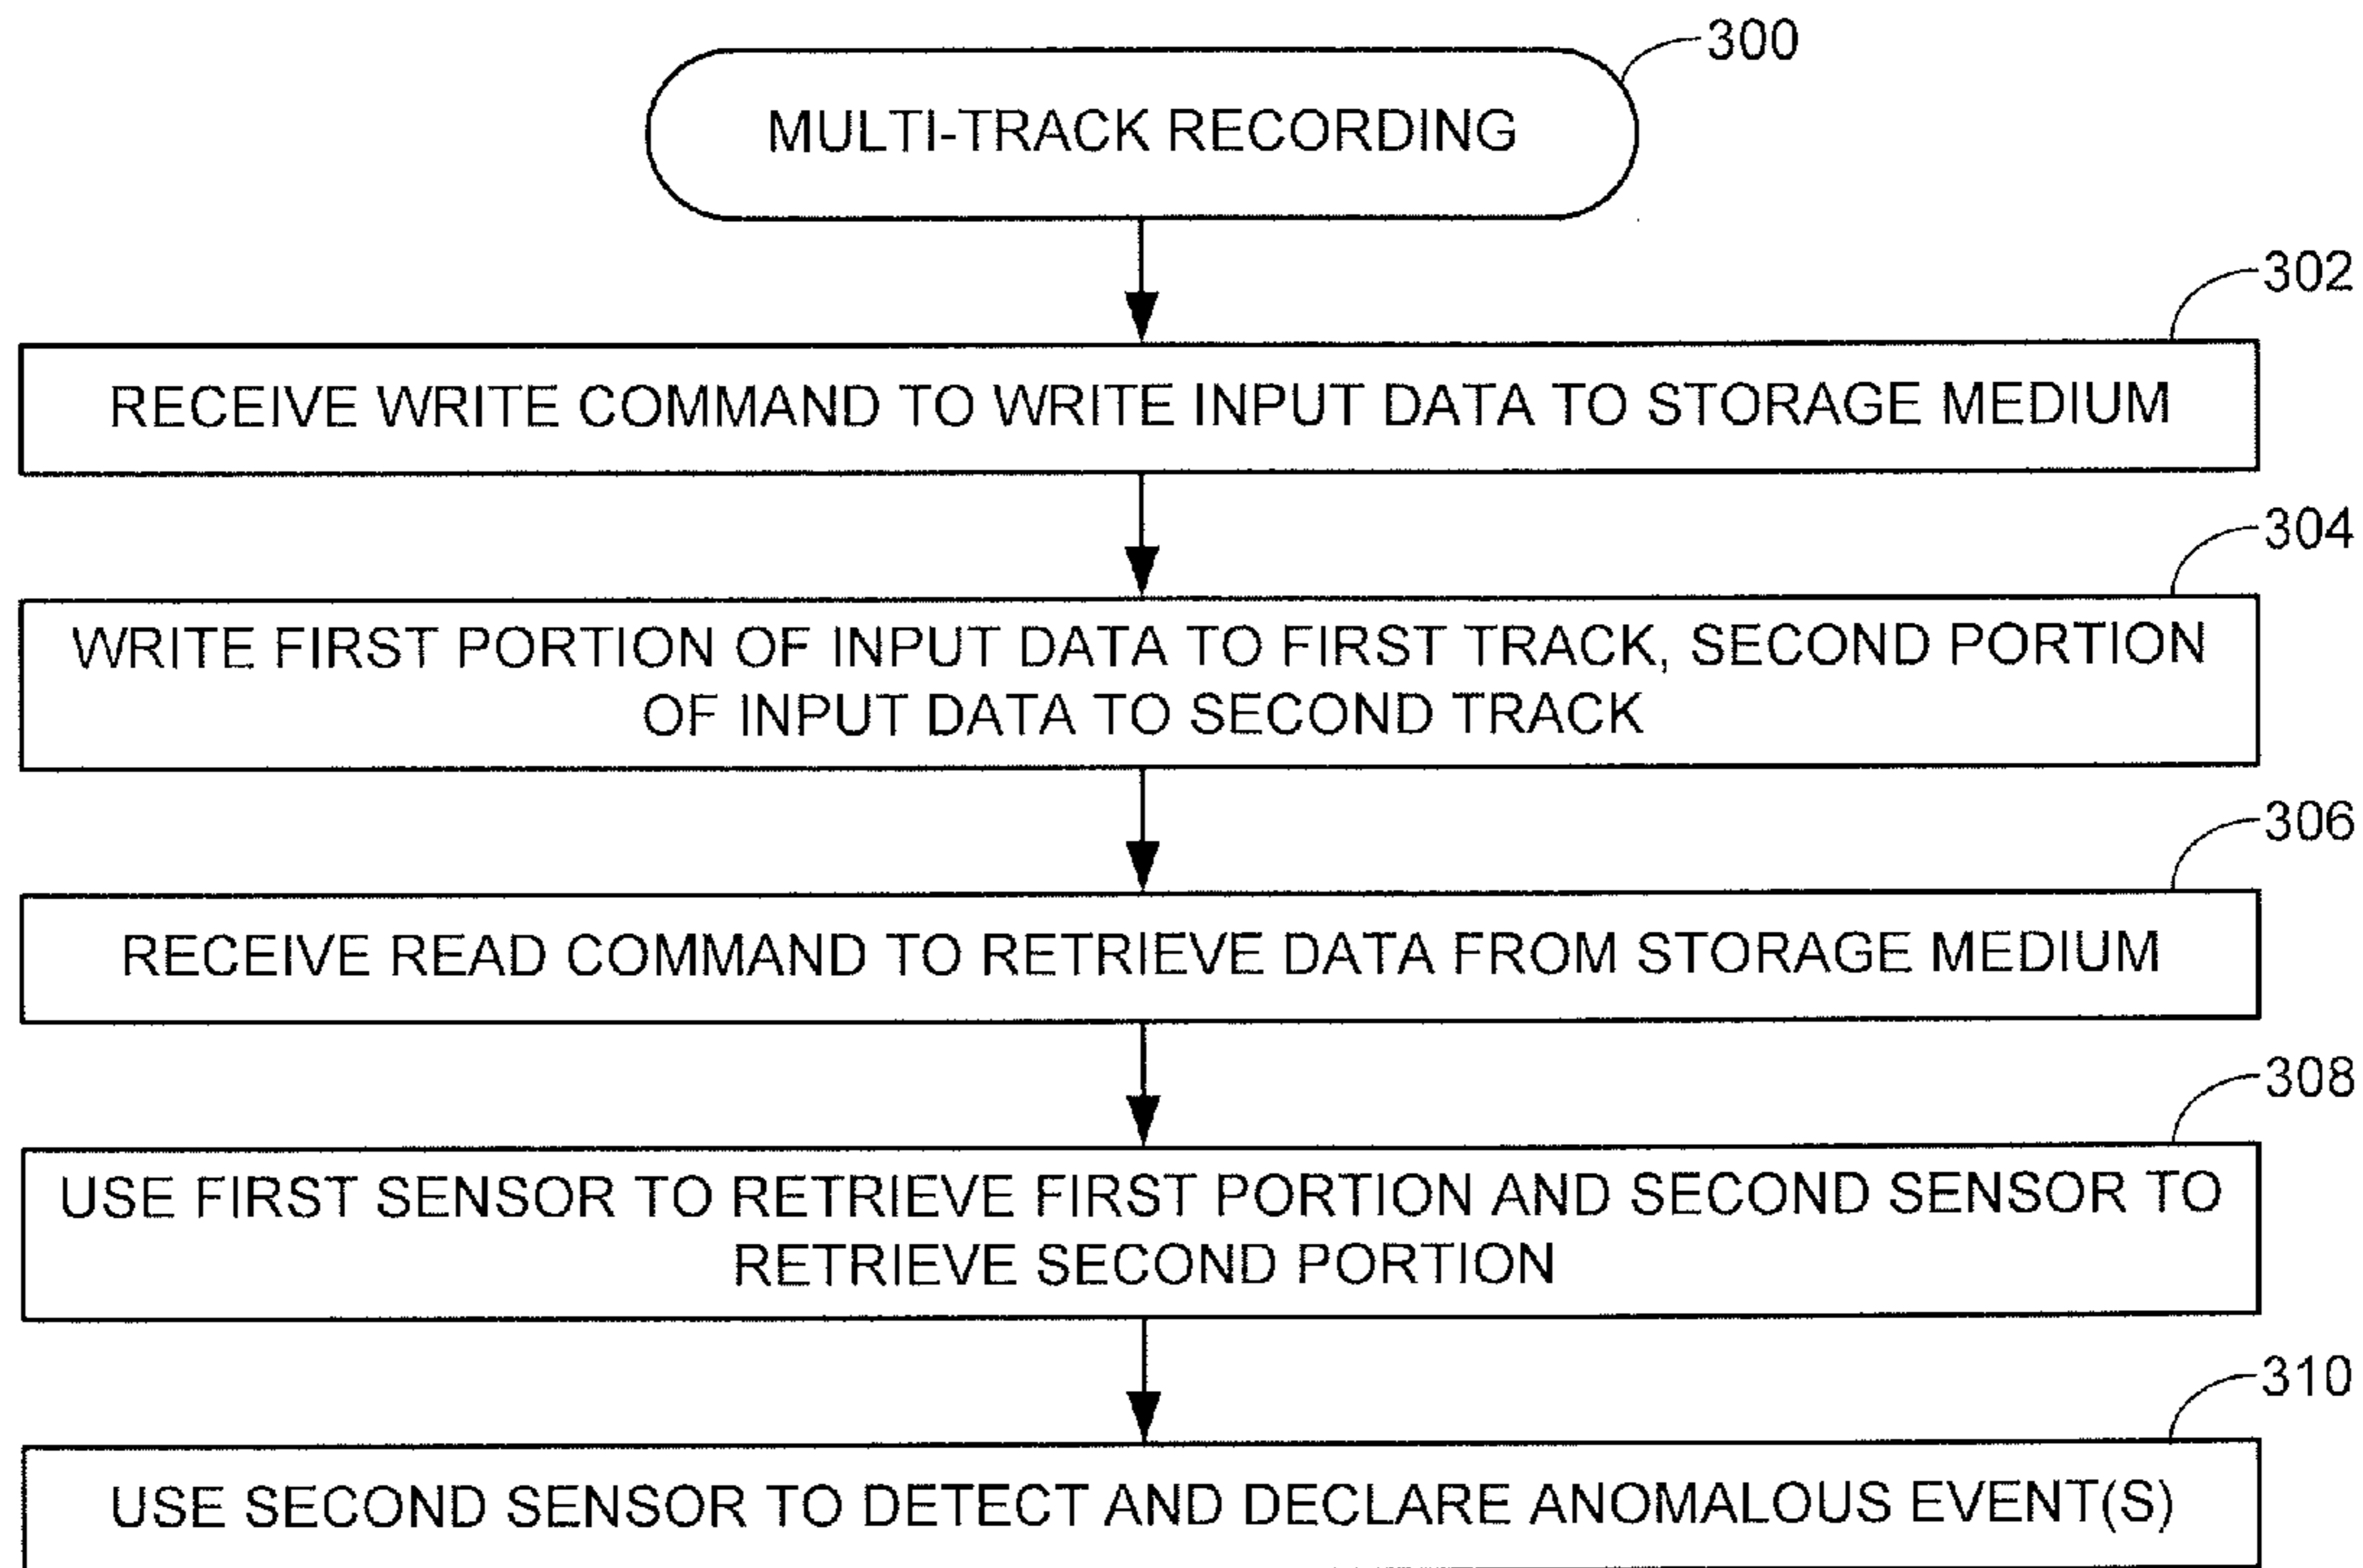 300
MULTI-TRACK RECORDING
302
RECEIVE WRITE COMMAND TO WRITE INPUT DATA TO STORAGE MEDIUM
304
WRITE FIRST PORTION OF INPUT DATA TO FIRST TRACK, SECOND PORTION
OF INPUT DATA TO SECOND TRACK
306
RECEIVE READ COMMAND TO RETRIEVE DATA FROM STORAGE MEDIUM
308
USE FIRST SENSOR TO RETRIEVE FIRST PORTION AND SECOND SENSOR TO
RETRIEVE SECOND PORTION
310
USE SECOND SENSOR TO DETECT AND DECLARE ANOMALOUS EVENT(S)